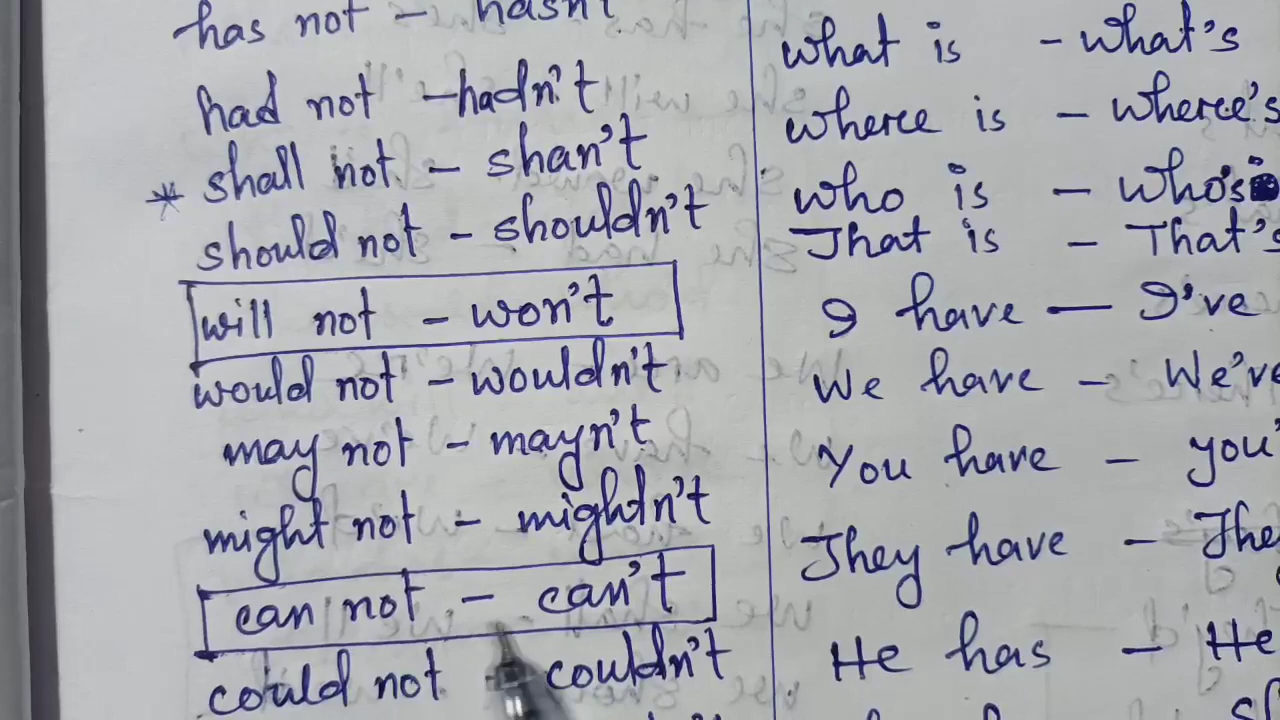 has not - hasn't
had not - hadn't
* shall not - shan't
should not - shouldn't
will not - won't
would not - wouldn't
may not - mayn't
might not - mightn't
can not - can't
could not - couldn't
what is - what's
wheree is - wheree's
who is - who's
That is - That's
I have - I've
We have - We've
You have - you'
They have - The
He has - He